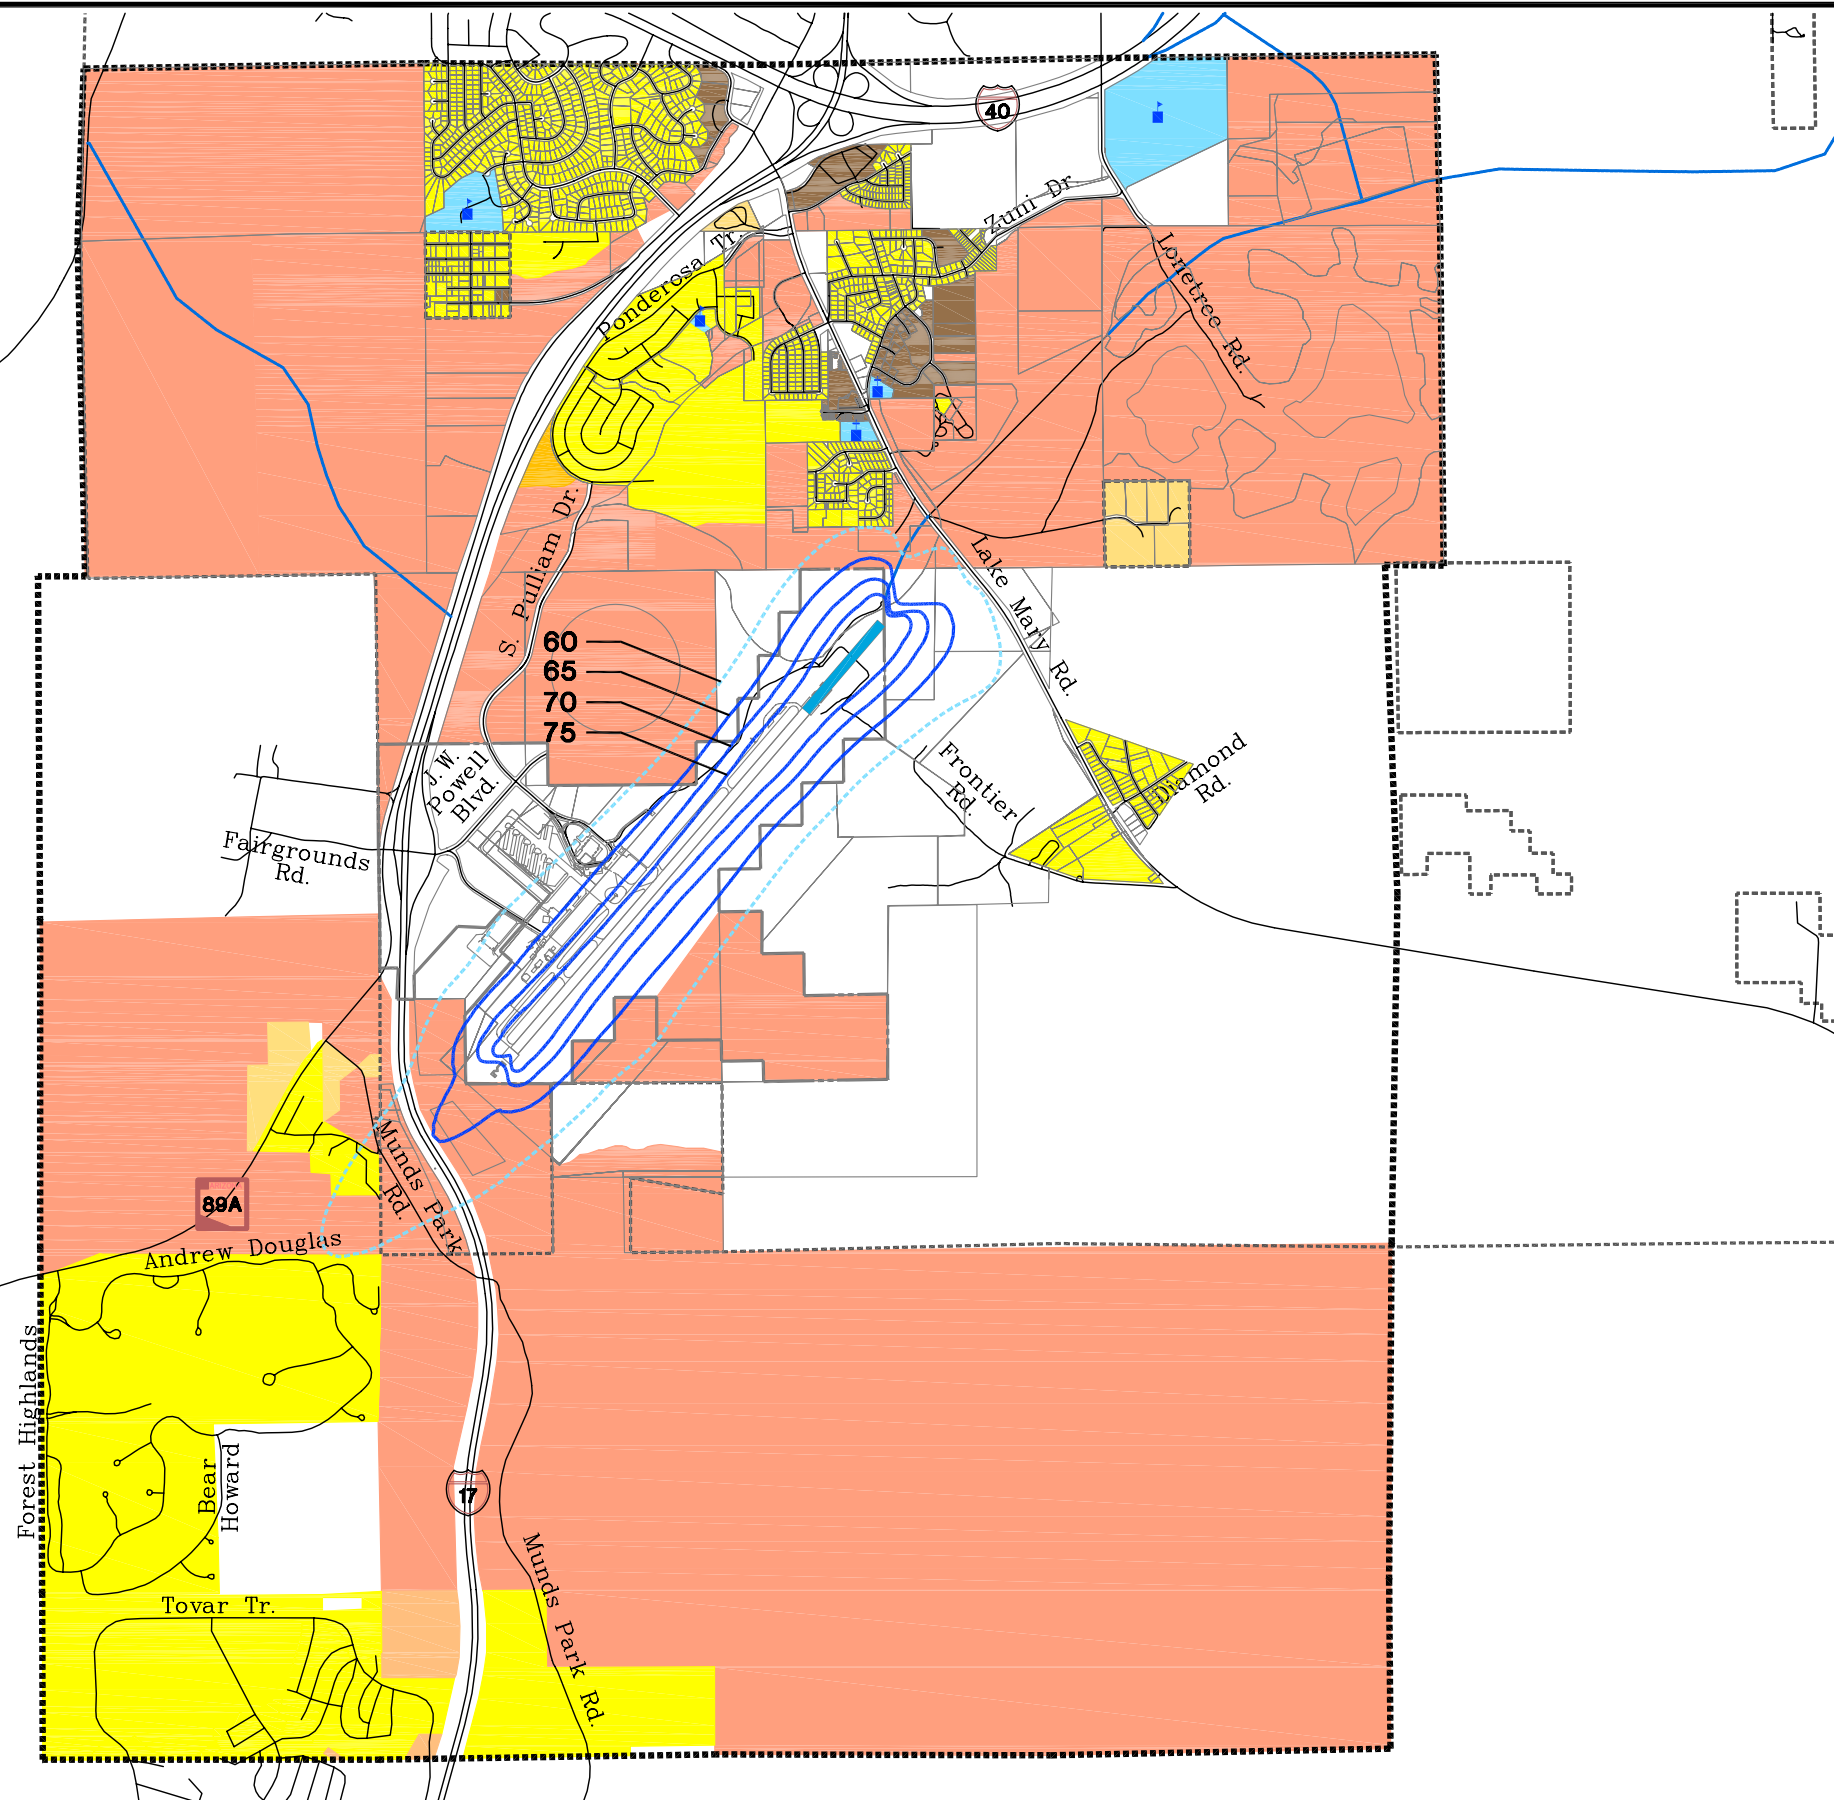 40
Zuni Dr.
Ponderosa Tr.
Lonetree Rd.
S. Pulliam Dr.
Lake Mary Rd.
60
65
70
75
J.W.
Powell
Blvd.
Frontier
Rd.
Diamond
Rd.
Fairgrounds
Rd.
Munds Park
Rd.
89A
Andrew Douglas
Forest Highlands
Bear
Howard
17
Munds Park Rd.
Tovar Tr.